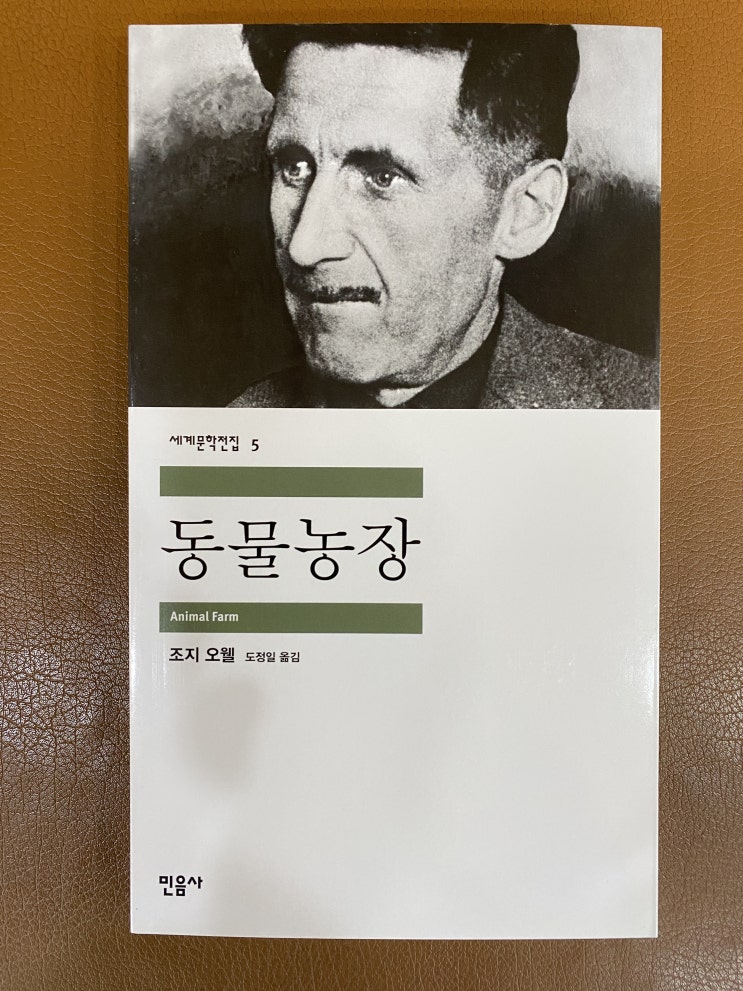 세계문학전집 5
동물농장
Animal Farm
조지 오웰 도정일 옮김
민음사